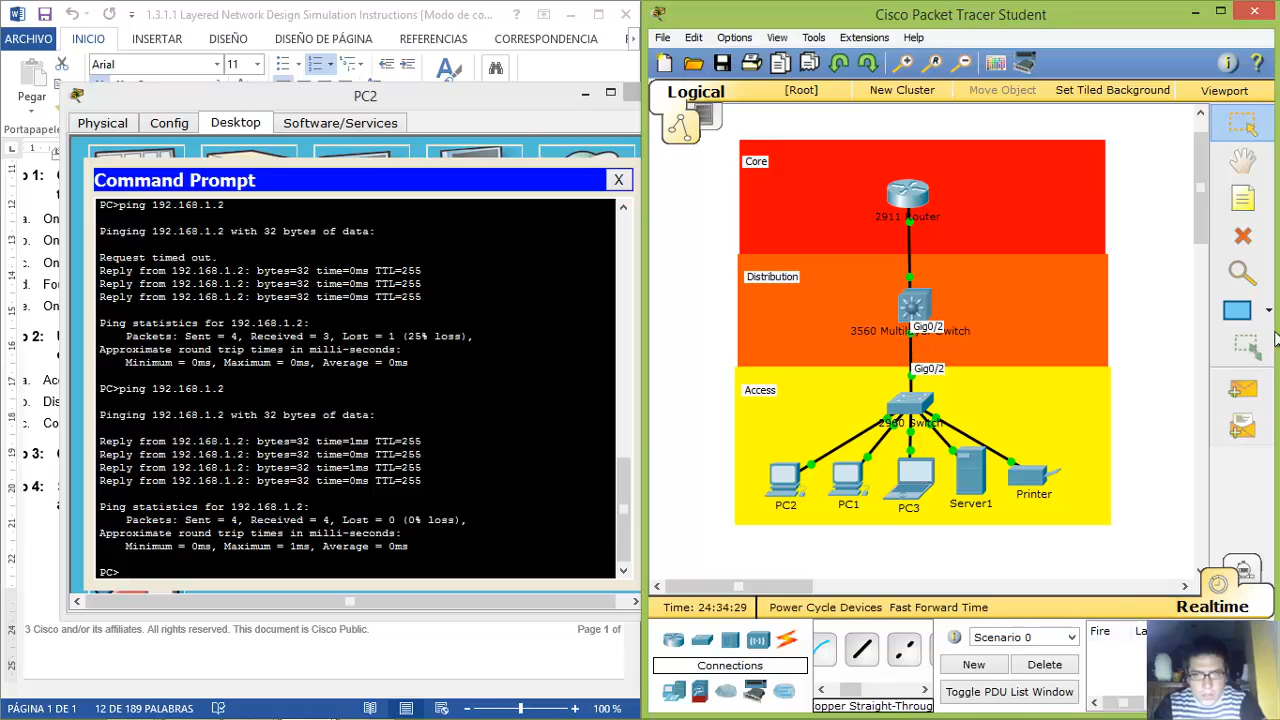 1.3.1.1 Layered Network Design Simulation Instructions [Modo de co...
ARCHIVO INICIO INSERTAR DISEÑO DISEÑO DE PÁGINA REFERENCIAS CORRESPONDENCIA
Arial 11
Pegar
Portapapele
PC2
Physical Config Desktop Software/Services
Command Prompt X
PC>ping 192.168.1.2
Pinging 192.168.1.2 with 32 bytes of data:
Request timed out.
Reply from 192.168.1.2: bytes=32 time=0ms TTL=255
Reply from 192.168.1.2: bytes=32 time=0ms TTL=255
Reply from 192.168.1.2: bytes=32 time=0ms TTL=255
Ping statistics for 192.168.1.2:
Packets: Sent = 4, Received = 3, Lost = 1 (25% loss),
Approximate round trip times in milli-seconds:
Minimum = 0ms, Maximum = 0ms, Average = 0ms
PC>ping 192.168.1.2
Pinging 192.168.1.2 with 32 bytes of data:
Reply from 192.168.1.2: bytes=32 time=1ms TTL=255
Reply from 192.168.1.2: bytes=32 time=0ms TTL=255
Reply from 192.168.1.2: bytes=32 time=1ms TTL=255
Reply from 192.168.1.2: bytes=32 time=0ms TTL=255
Ping statistics for 192.168.1.2:
Packets: Sent = 4, Received = 4, Lost = 0 (0% loss),
Approximate round trip times in milli-seconds:
Minimum = 0ms, Maximum = 1ms, Average = 0ms
PC>
3 Cisco and/or its affiliates. All rights reserved. This document is Cisco Public. Page 1 of
PÁGINA 1 DE 1 12 DE 189 PALABRAS 100 %
Cisco Packet Tracer Student
File Edit Options View Tools Extensions Help
Logical [Root] New Cluster Move Object Set Tiled Background Viewport
Core
2911 Router
Distribution
Gig0/2
3560 Multilayer Switch
Gig0/2
Access
2960 Switch
PC2 PC1 PC3 Server1 Printer
Time: 24:34:29 Power Cycle Devices Fast Forward Time Realtime
Connections
opper Straight-Throug
Scenario 0
New Delete
Toggle PDU List Window
Fire La